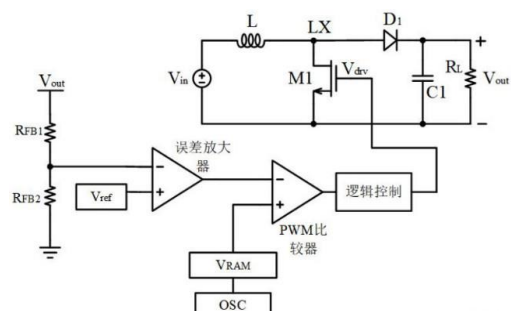 L
LX
D1
+
Vin
M1
Vdrv
C1
RL
Vout
−
Vout
RFB1
RFB2
误差放大
器
−
+
Vref
−
+
PWM比
较器
逻辑控制
VRAM
OSC